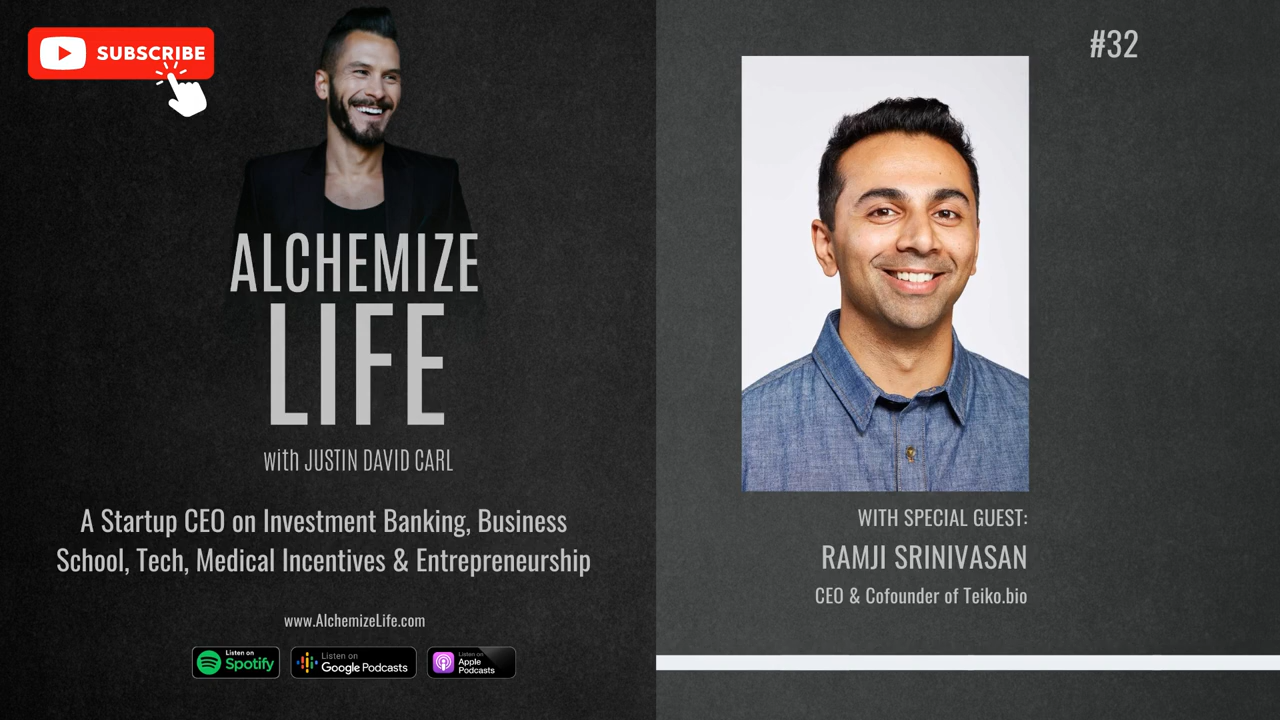 SUBSCRIBE
ALCHEMIZE
LIFE
with JUSTIN DAVID CARL
A Startup CEO on Investment Banking, Business
School, Tech, Medical Incentives & Entrepreneurship
www.AlchemizeLife.com
Listen on
Spotify
Listen on
Google Podcasts
Listen on
Apple
Podcasts
#32
WITH SPECIAL GUEST:
RAMJI SRINIVASAN
CEO & Cofounder of Teiko.bio